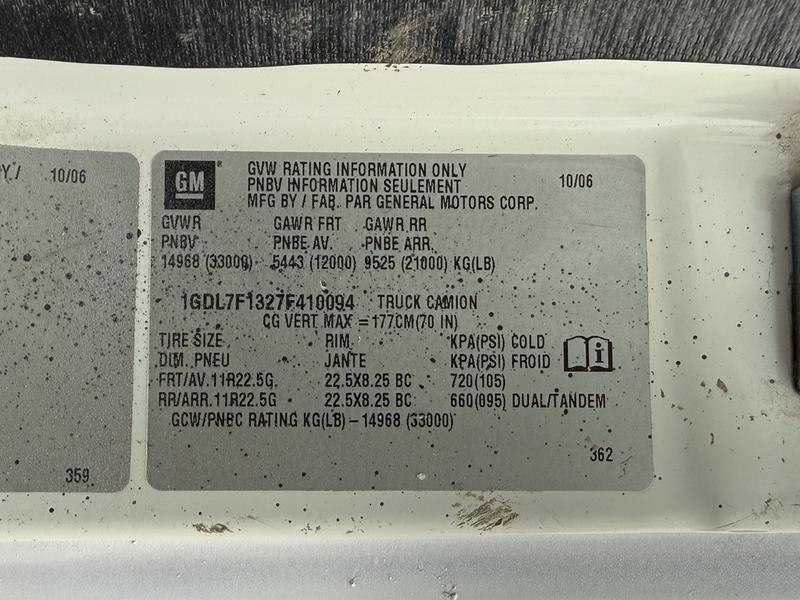 10/06
359
GM
GVW RATING INFORMATION ONLY
PNBV INFORMATION SEULEMENT
10/06
MFG BY / FAB. PAR GENERAL MOTORS CORP.
GVWR GAWR FRT GAWR RR
PNBV PNBE AV. PNBE ARR.
14968 (33000) 5443 (12000) 9525 (21000) KG(LB)
1GDL7F1327F410094 TRUCK CAMION
CG VERT MAX = 177CM(70 IN)
TIRE SIZE RIM KPA(PSI) COLD
DIM. PNEU JANTE KPA(PSI) FROID
FRT/AV.11R22.5G 22.5X8.25 BC 720(105)
RR/ARR.11R22.5G 22.5X8.25 BC 660(095) DUAL/TANDEM
GCW/PNBC RATING KG(LB)-14968 (33000)
362